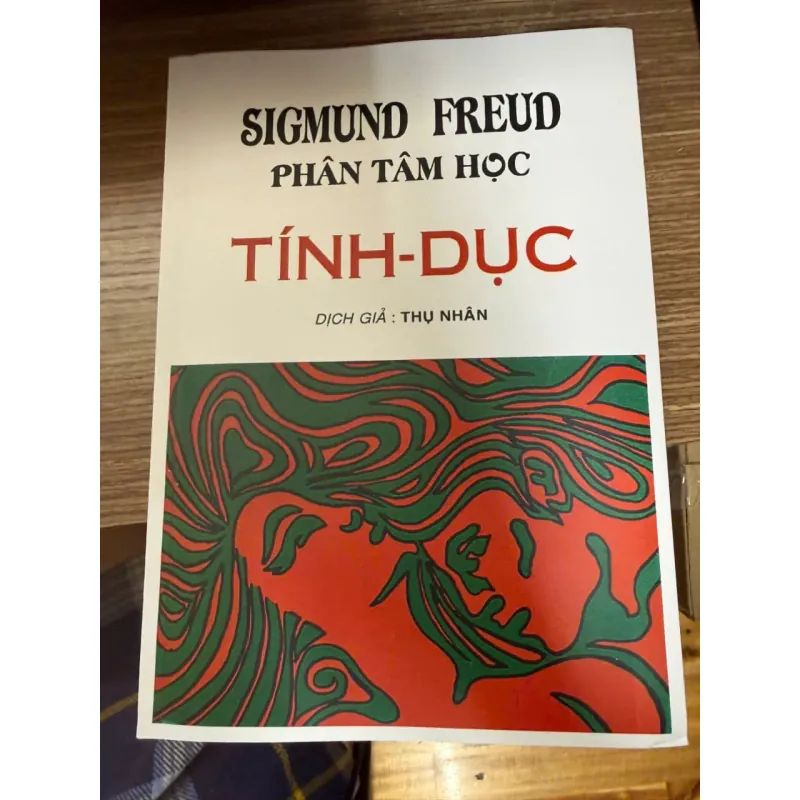 SIGMUND FREUD
PHÂN TÂM HỌC
TÍNH-DỤC
DỊCH GIẢ : THỤ NHÂN